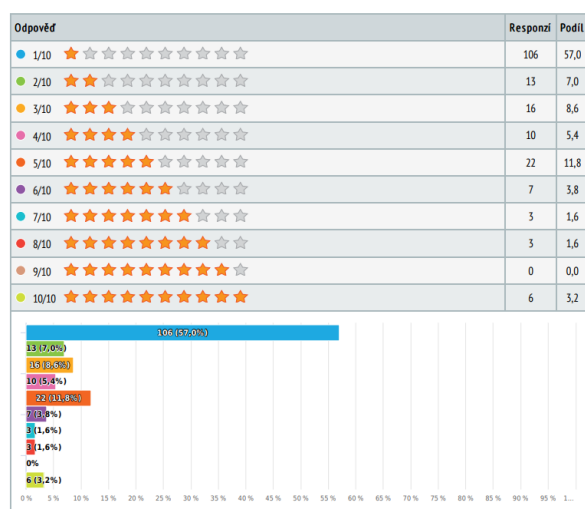 Odpověď Responzí Podíl
1/10 106 57,0
2/10 13 7,0
3/10 16 8,6
4/10 10 5,4
5/10 22 11,8
6/10 7 3,8
7/10 3 1,6
8/10 3 1,6
9/10 0 0,0
10/10 6 3,2
106 (57,0%)
13 (7,0%)
16 (8,6%)
10 (5,4%)
22 (11,8%)
7 (3,8%)
3 (1,6%)
3 (1,6%)
0%
6 (3,2%)
0 % 5 % 10 % 15 % 20 % 25 % 30 % 35 % 40 % 45 % 50 % 55 % 60 % 65 % 70 % 75 % 80 % 85 % 90 % 95 % 1...